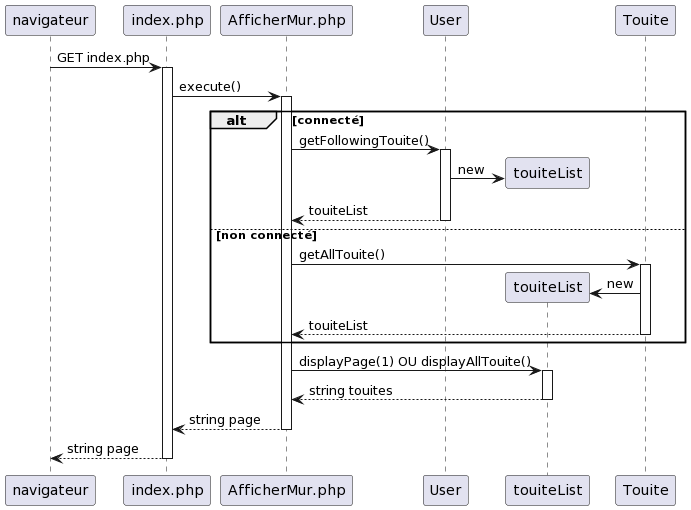 navigateur index.php AfficherMur.php User Touite
GET index.php
execute()
alt [connecté]
getFollowingTouite()
new touiteList
touiteList
[non connecté]
getAllTouite()
touiteList new
touiteList
displayPage(1) OU displayAllTouite()
string touites
string page
string page
navigateur index.php AfficherMur.php User touiteList Touite